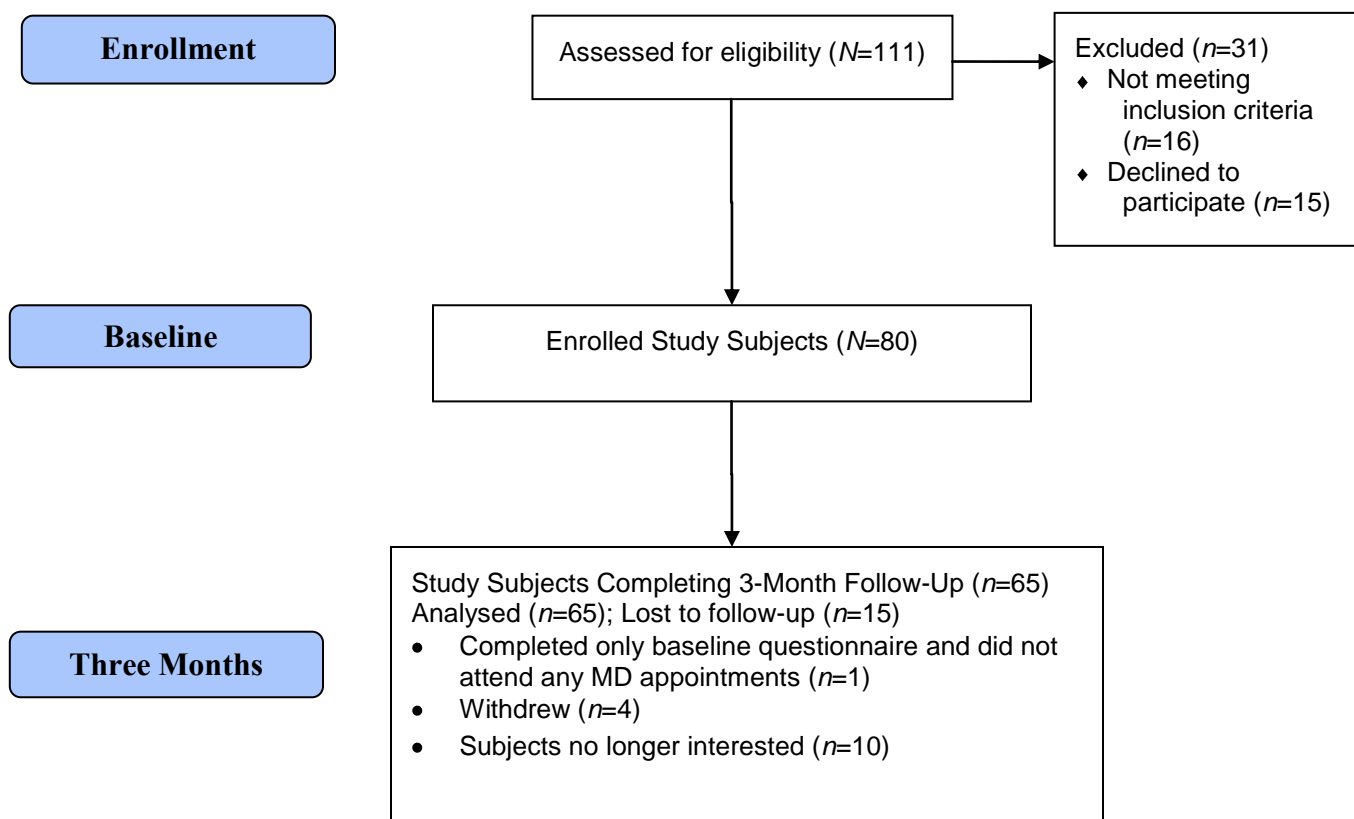 Enrollment
Assessed for eligibility (N=111)
Excluded (n=31)
♦ Not meeting
inclusion criteria
(n=16)
♦ Declined to
participate (n=15)
Baseline
Enrolled Study Subjects (N=80)
Three Months
Study Subjects Completing 3-Month Follow-Up (n=65)
Analysed (n=65); Lost to follow-up (n=15)
• Completed only baseline questionnaire and did not
attend any MD appointments (n=1)
• Withdrew (n=4)
• Subjects no longer interested (n=10)